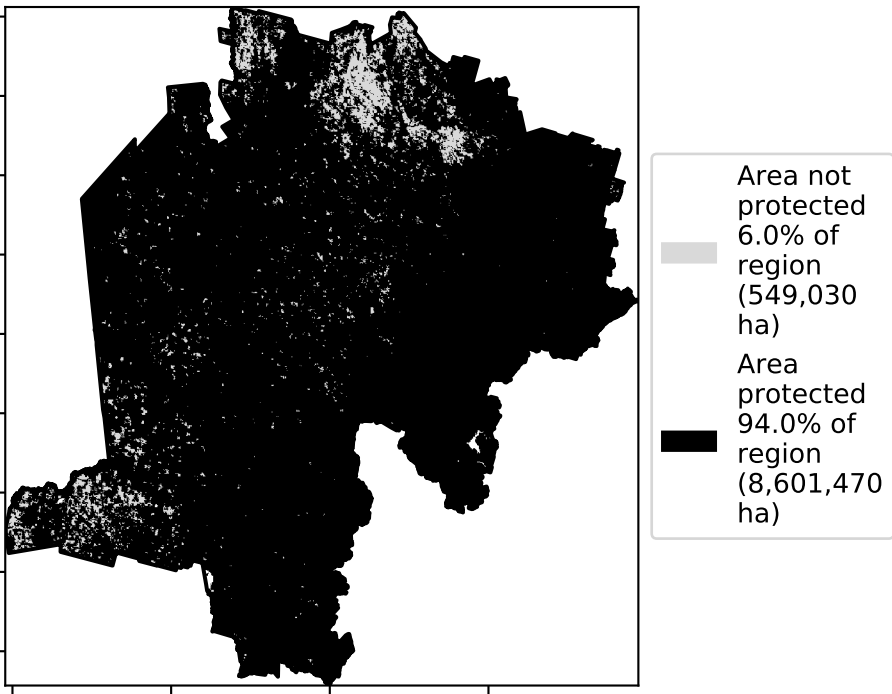 Area not
protected
6.0% of
region
(549,030
ha)
Area
protected
94.0% of
region
(8,601,470
ha)